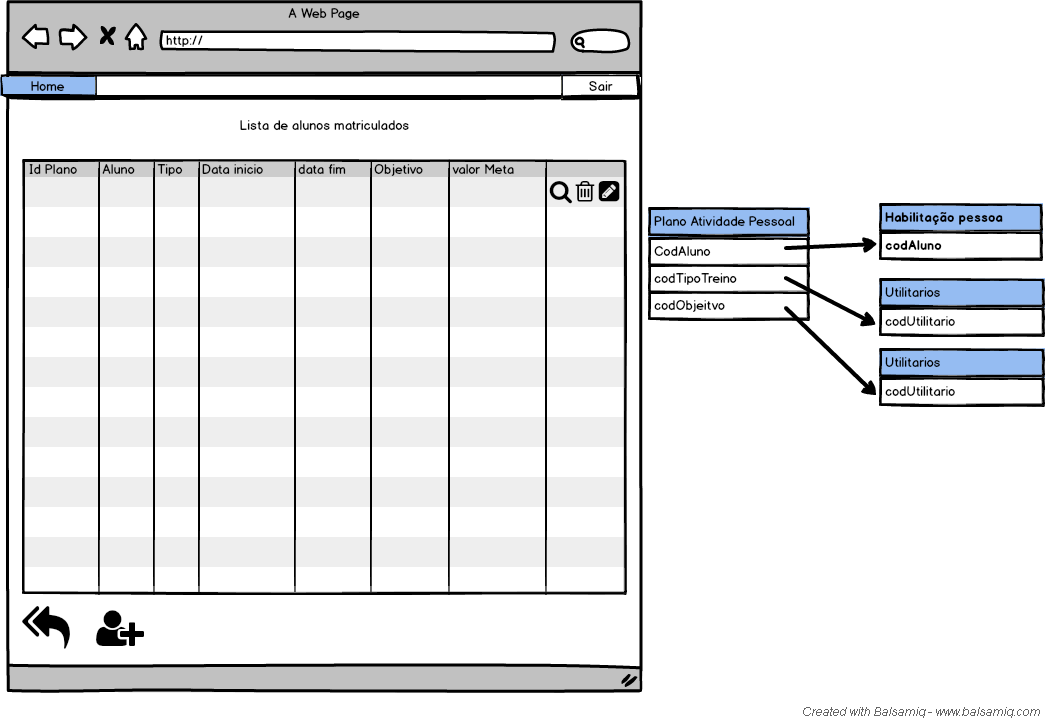 A Web Page
http://
Home
Sair
Lista de alunos matriculados
Id Plano Aluno Tipo Data inicio data fim Objetivo valor Meta
Plano Atividade Pessoal
CodAluno
codTipoTreino
codObjeitvo
Habilitação pessoa
codAluno
Utilitarios
codUtilitario
Utilitarios
codUtilitario
Created with Balsamiq - www.balsamiq.com